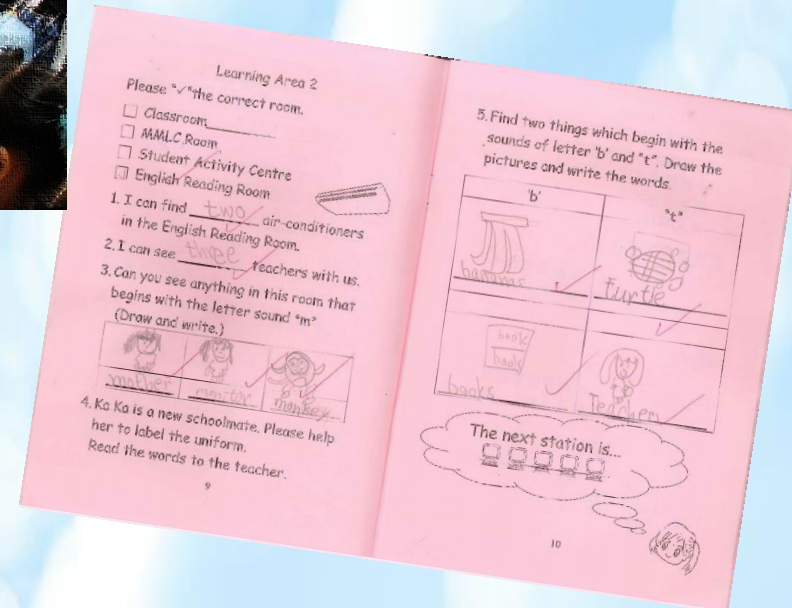 Learning Area 2
Please "✓" the correct room.
Classroom
MMLC Room
Student Activity Centre
English Reading Room
1. I can find two air-conditioners
in the English Reading Room.
2. I can see three teachers with us.
3. Can you see anything in this room that
begins with the letter sound "m"
(Draw and write.)
mother monitor monkey
4. Ka Ka is a new schoolmate. Please help
her to label the uniform.
Read the words to the teacher.
9
5. Find two things which begin with the
sounds of letter 'b' and "t". Draw the
pictures and write the words.
'b' "t"
bananas turtle
book
book
books Teacher
The next station is...
10